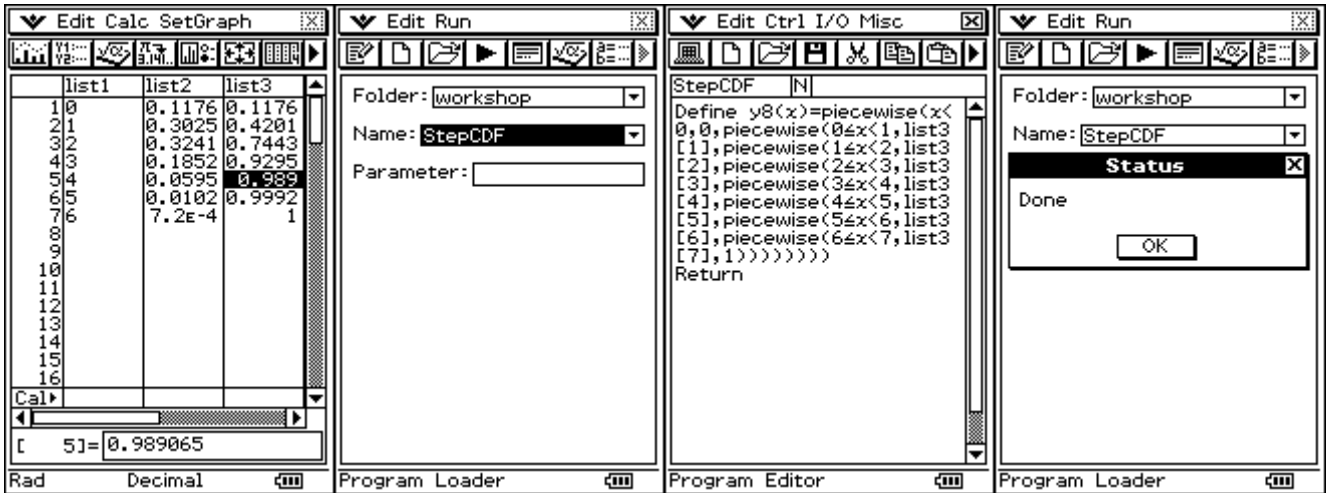 Edit Calc SetGraph
list1 list2 list3
1 0 0.1176 0.1176
2 1 0.3025 0.4201
3 2 0.3241 0.7443
4 3 0.1852 0.9295
5 4 0.0595 0.989
6 5 0.0102 0.9992
7 6 7.2E-4 1
8
9
10
11
12
13
14
15
16
Cal
[ 5]= 0.989065
Rad Decimal
Edit Run
Folder: workshop
Name: StepCDF
Parameter:
Program Loader
Edit Ctrl I/O Misc
StepCDF N
Define y8(x)=piecewise(x<
0,0,piecewise(0≤x<1,list3
[1],piecewise(1≤x<2,list3
[2],piecewise(2≤x<3,list3
[3],piecewise(3≤x<4,list3
[4],piecewise(4≤x<5,list3
[5],piecewise(5≤x<6,list3
[6],piecewise(6≤x<7,list3
[7],1))))))))
Return
Program Editor
Edit Run
Folder: workshop
Name: StepCDF
Status
Done
OK
Program Loader